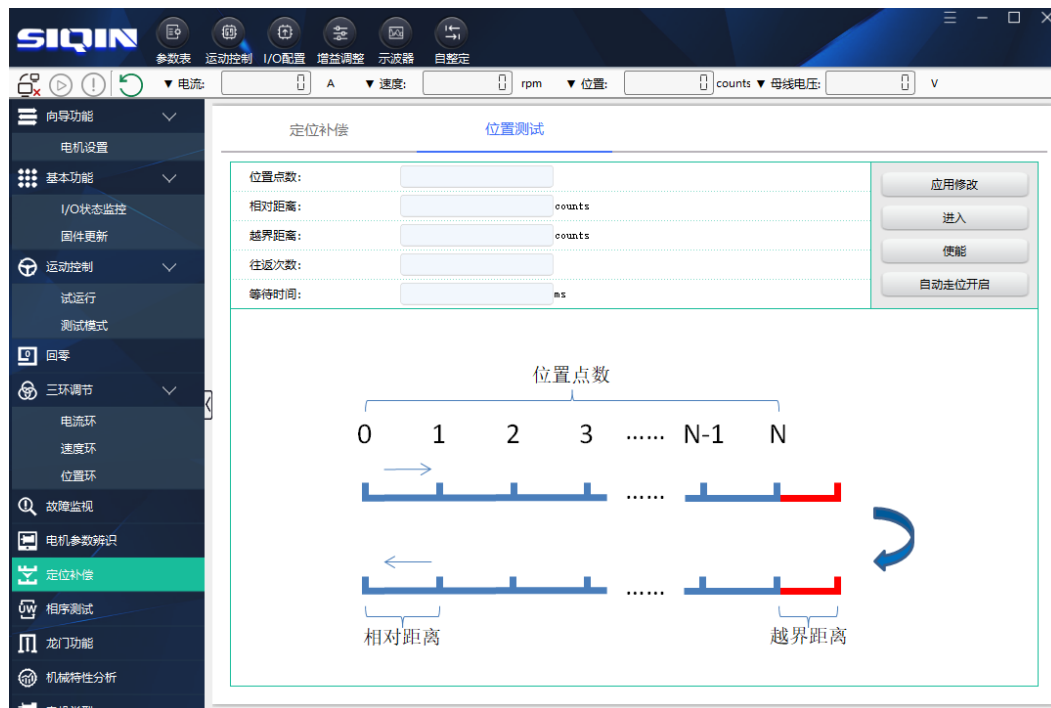 SIQIN
参数表 运动控制 I/O配置 增益调整 示波器 自整定
▼ 电流: 0 A ▼ 速度: 0 rpm ▼ 位置: 0 counts ▼ 母线电压: 0 V
向导功能
电机设置
基本功能
I/O状态监控
固件更新
运动控制
试运行
测试模式
回零
三环调节
电流环
速度环
位置环
故障监视
电机参数辨识
定位补偿
相序测试
龙门功能
机械特性分析
定位补偿 位置测试
位置点数:
相对距离: counts
越界距离: counts
往返次数:
等待时间: ms
应用修改
进入
使能
自动走位开启
位置点数
0 1 2 3 …… N-1 N
……
……
相对距离 越界距离